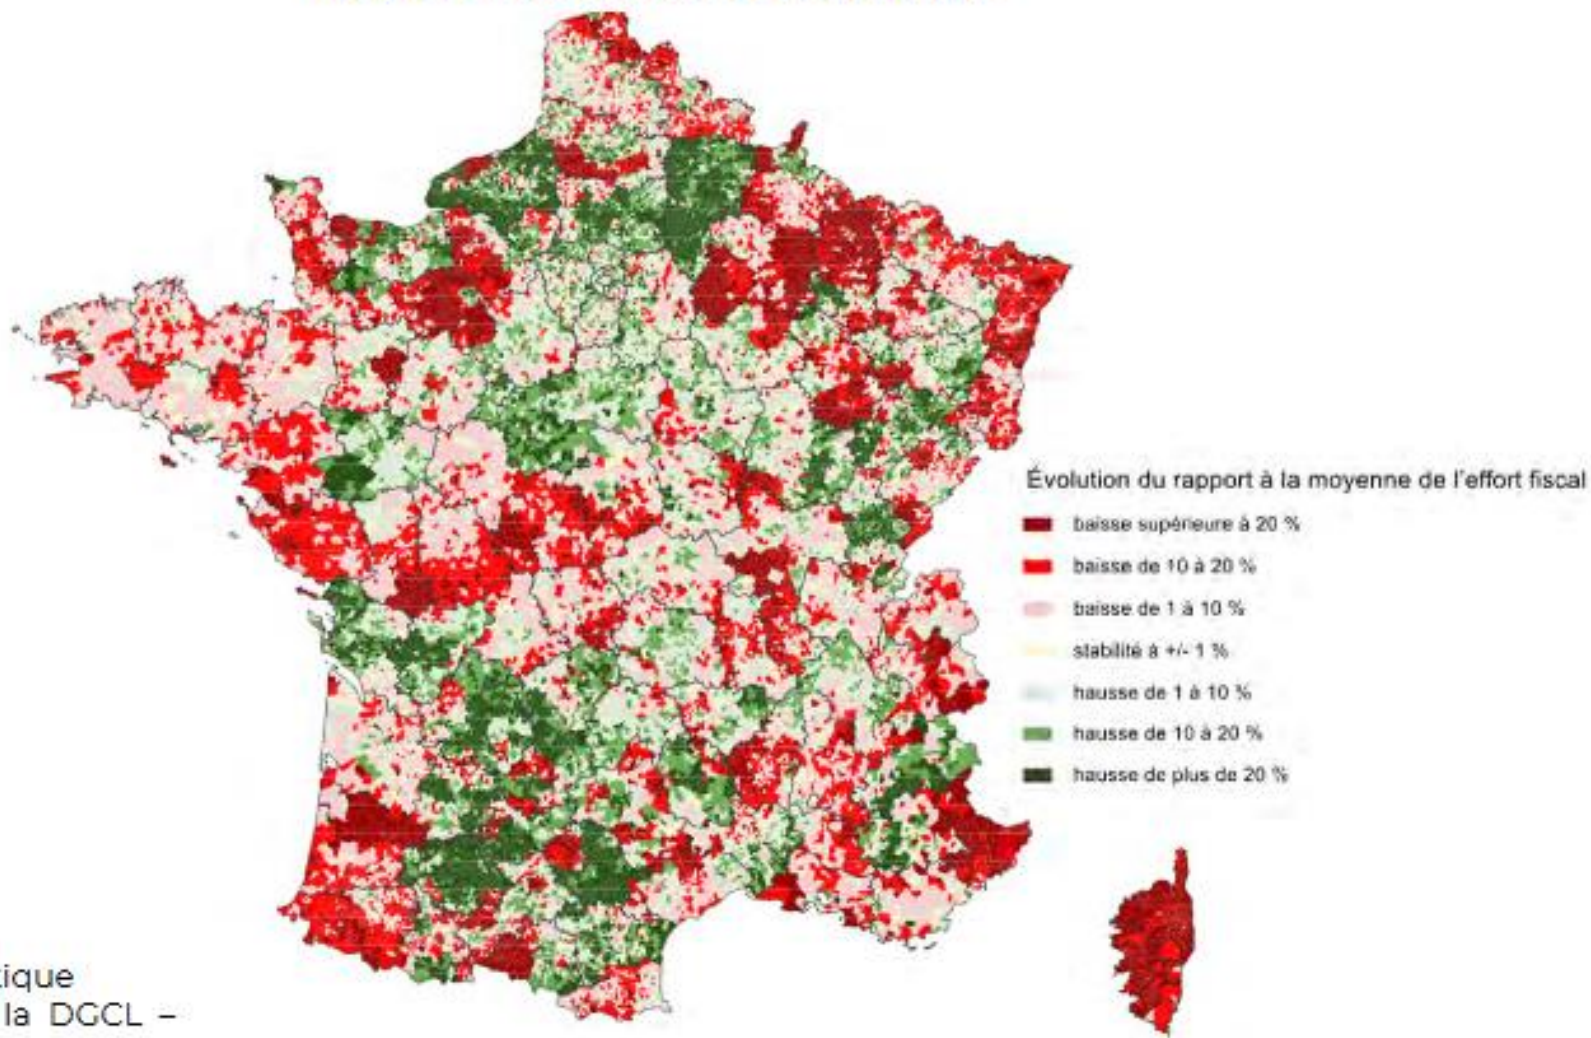 Évolution du rapport à la moyenne de l'effort fiscal
baisse supérieure à 20 %
baisse de 10 à 20 %
baisse de 1 à 10 %
stabilité à +/- 1 %
hausse de 1 à 10 %
hausse de 10 à 20 %
hausse de plus de 20 %
tique
la DGCL –